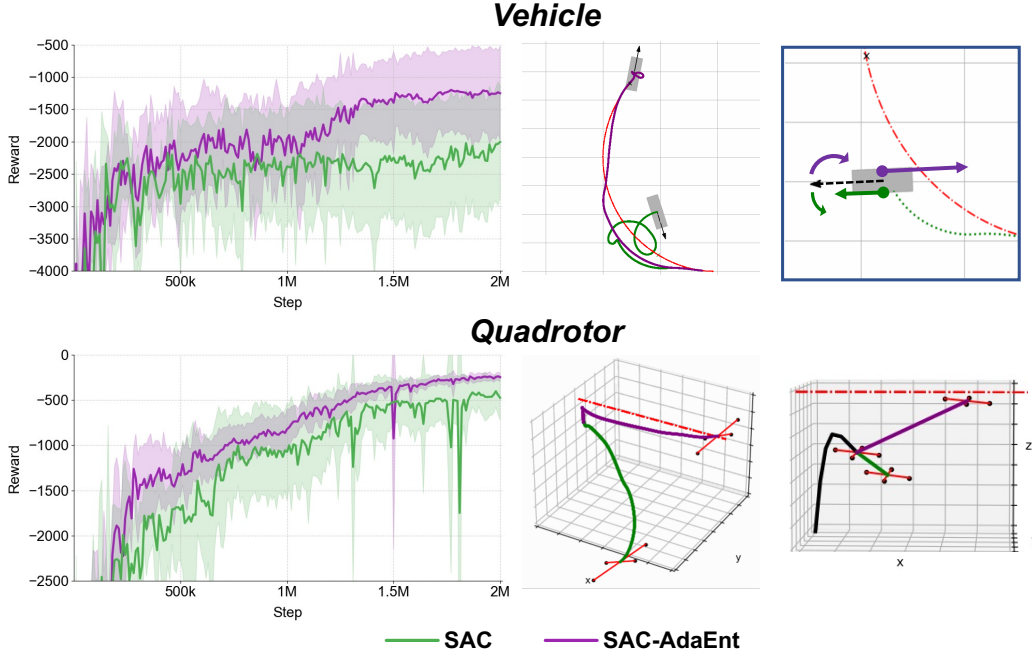 Vehicle
−500
−1000
−1500
−2000
−2500
−3000
−3500
−4000
Reward
500k
1M
1.5M
2M
Step
x
Quadrotor
0
−500
−1000
−1500
−2000
−2500
Reward
500k
1M
1.5M
2M
Step
x
y
z
x
SAC
SAC-AdaEnt